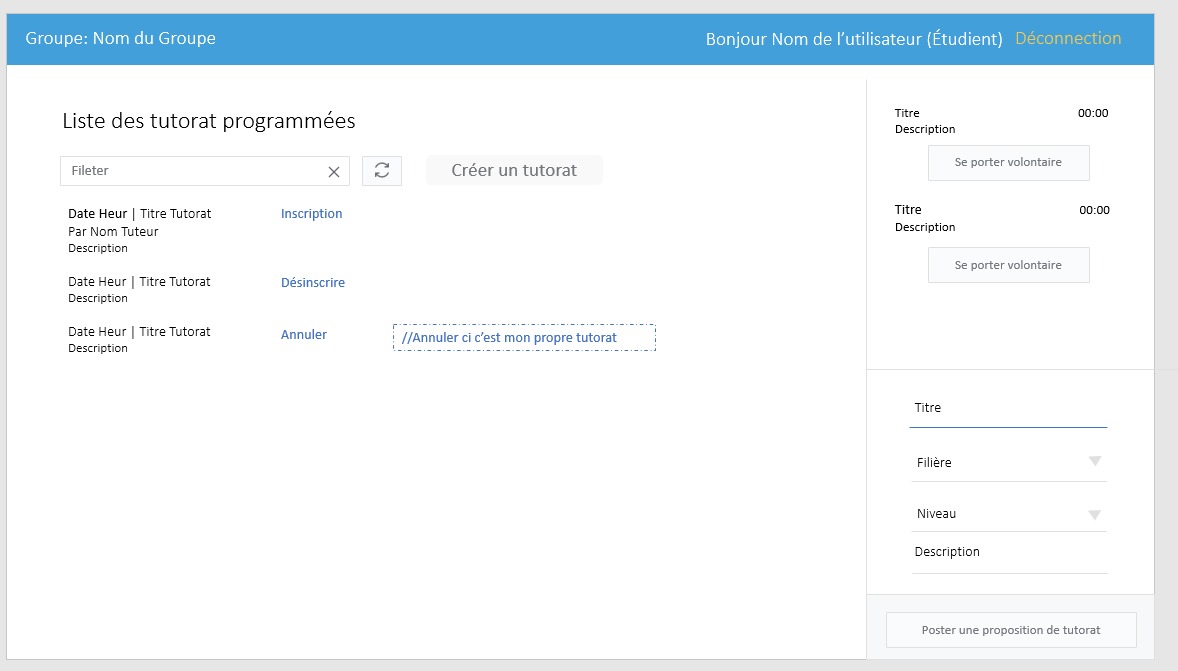 Groupe: Nom du Groupe
Bonjour Nom de l’utilisateur (Étudient) Déconnection
Liste des tutorat programmées
Fileter
Créer un tutorat
Date Heur | Titre Tutorat Inscription
Par Nom Tuteur
Description
Date Heur | Titre Tutorat Désinscrire
Description
Date Heur | Titre Tutorat Annuler //Annuler ci c’est mon propre tutorat
Description
Titre 00:00
Description
Se porter volontaire
Titre 00:00
Description
Se porter volontaire
Titre
Filière
Niveau
Description
Poster une proposition de tutorat